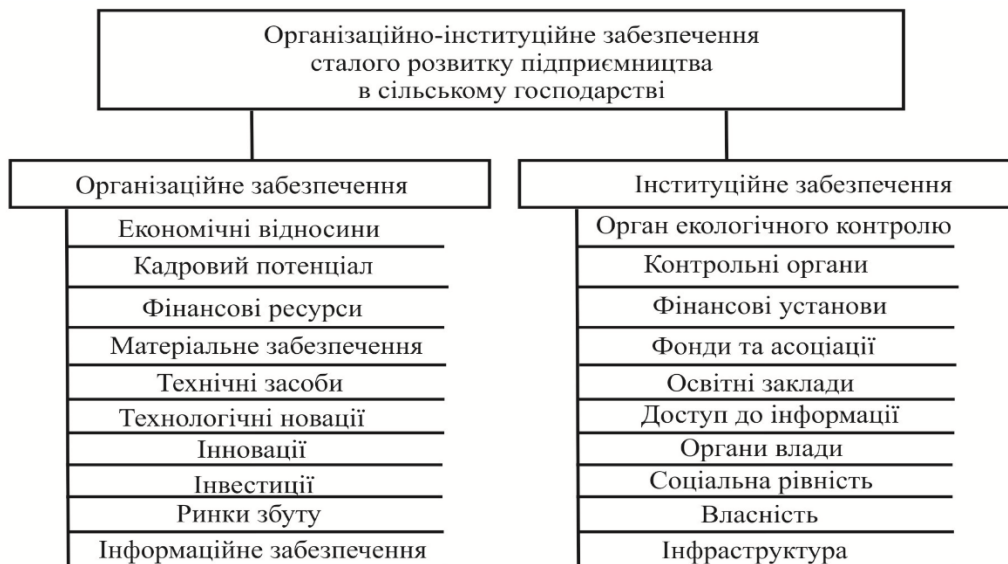 Організаційно-інституційне забезпечення
сталого розвитку підприємництва
в сільському господарстві
Організаційне забезпечення
Економічні відносини
Кадровий потенціал
Фінансові ресурси
Матеріальне забезпечення
Технічні засоби
Технологічні новації
Інновації
Інвестиції
Ринки збуту
Інформаційне забезпечення
Інституційне забезпечення
Орган екологічного контролю
Контрольні органи
Фінансові установи
Фонди та асоціації
Освітні заклади
Доступ до інформації
Органи влади
Соціальна рівність
Власність
Інфраструктура